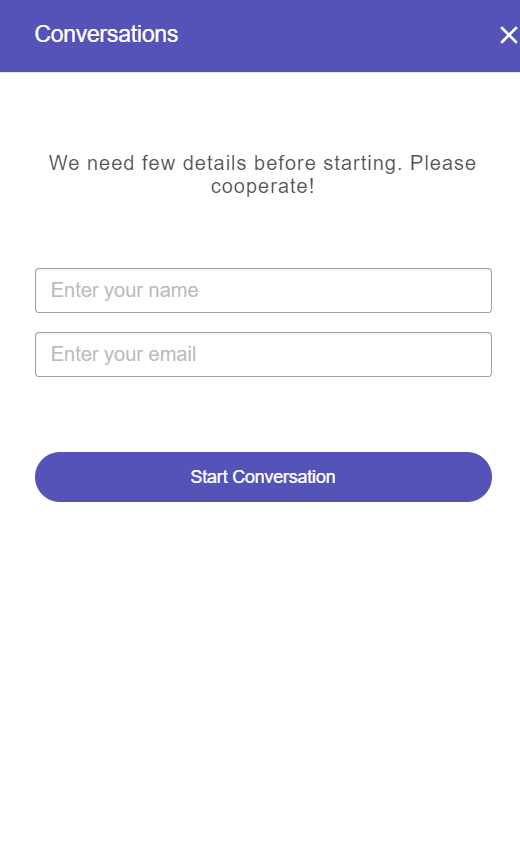 Conversations
We need few details before starting. Please
cooperate!
Enter your name
Enter your email
Start Conversation